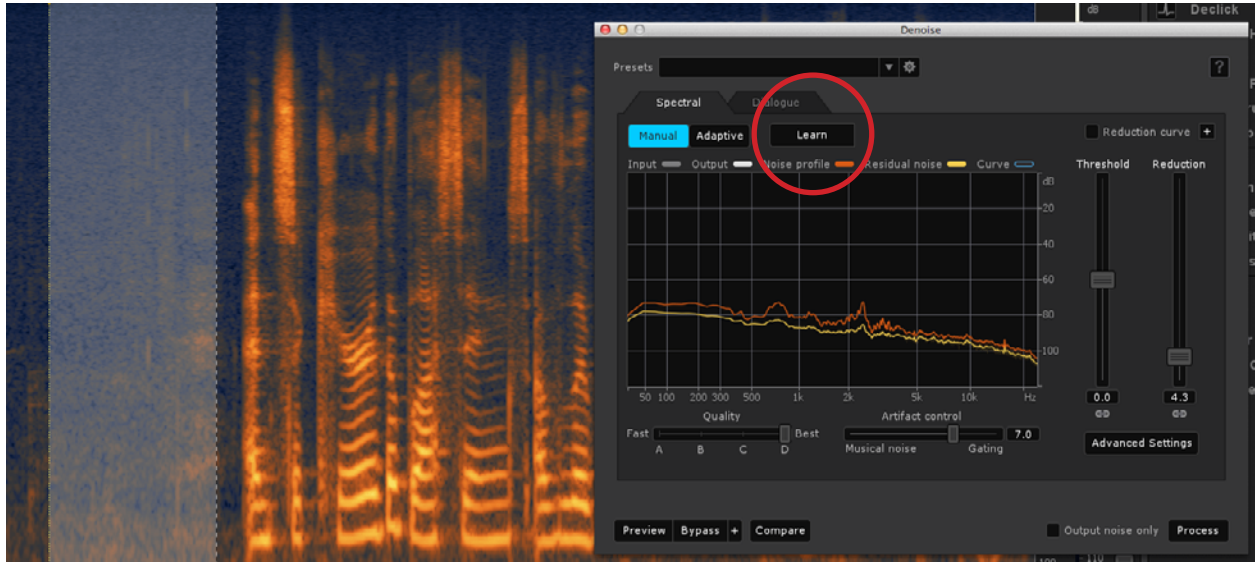 dB
Declick
Denoise
Presets
?
Spectral Dialogue
Manual Adaptive Learn
Reduction curve +
Input Output Noise profile Residual noise Curve
Threshold Reduction
dB
-20
-40
-60
-80
-100
50 100 200 300 500 1k 2k 5k 10k Hz
0.0 4.3
Quality
Artifact control
Fast Best
A B C D
Musical noise Gating
7.0
Advanced Settings
Preview Bypass + Compare
Output noise only Process
100
-110